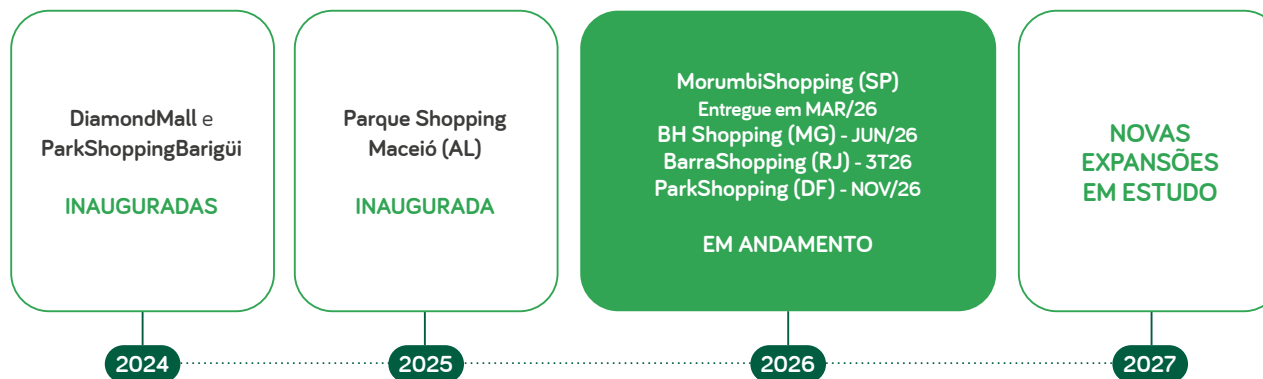 DiamondMall e
ParkShoppingBarigüi
INAUGURADAS
2024
Parque Shopping
Maceió (AL)
INAUGURADA
2025
MorumbiShopping (SP)
Entregue em MAR/26
BH Shopping (MG) - JUN/26
BarraShopping (RJ) - 3T26
ParkShopping (DF) - NOV/26
EM ANDAMENTO
2026
NOVAS
EXPANSÕES
EM ESTUDO
2027